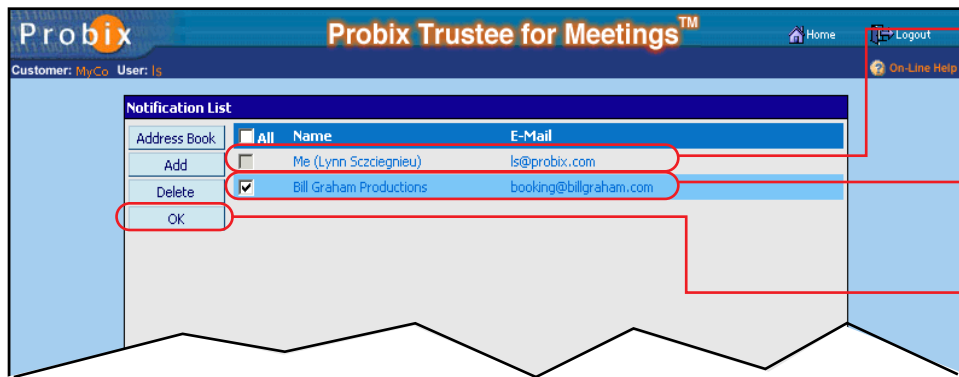 Probix
Probix Trustee for Meetings™
Home
Logout
Customer: MyCo User: ls
On-Line Help
Notification List
Address Book
All Name E-Mail
Add
Me (Lynn Sczciegnieu) ls@probix.com
Delete
Bill Graham Productions booking@billgraham.com
OK